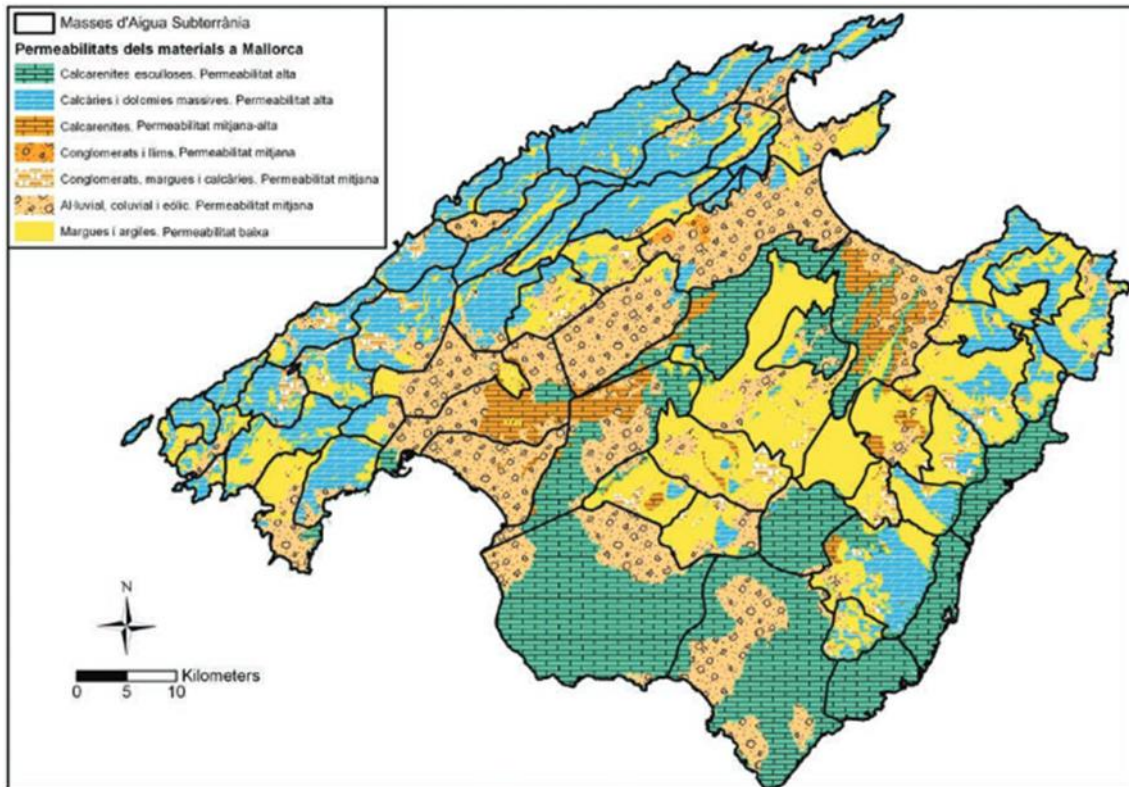 Masses d'Aigua Subterrània
Permeabilitats dels materials a Mallorca
Calcarenites esculloses. Permeabilitat alta
Calcàries i dolomies massives. Permeabilitat alta
Calcarenites. Permeabilitat mitjana-alta
Conglomerats i llims. Permeabilitat mitjana
Conglomerats, margues i calcàries. Permeabilitat mitjana
Al·luvial, coluvial i eòlic. Permeabilitat mitjana
Margues i argiles. Permeabilitat baixa
N
Kilometers
0 5 10